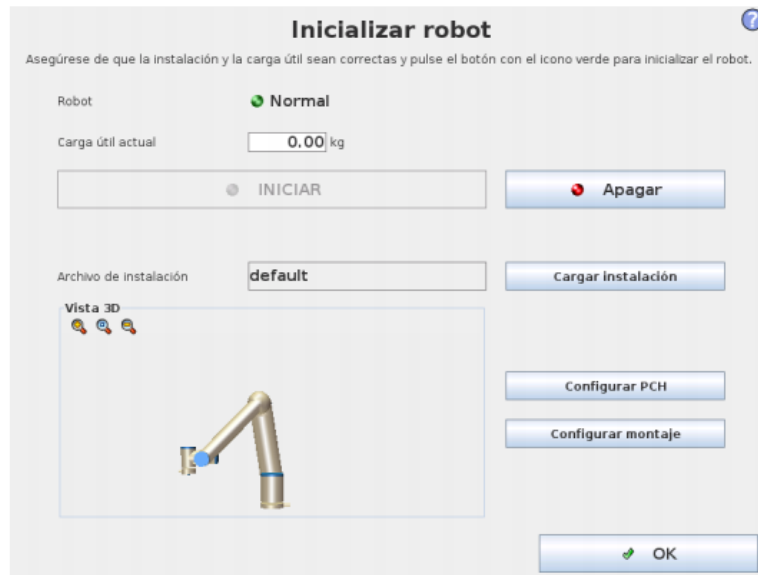 Inicializar robot
?
Asegúrese de que la instalación y la carga útil sean correctas y pulse el botón con el icono verde para inicializar el robot.
Robot
Normal
Carga útil actual
0.00 kg
INICIAR
Apagar
Archivo de instalación
default
Cargar instalación
Vista 3D
Configurar PCH
Configurar montaje
OK